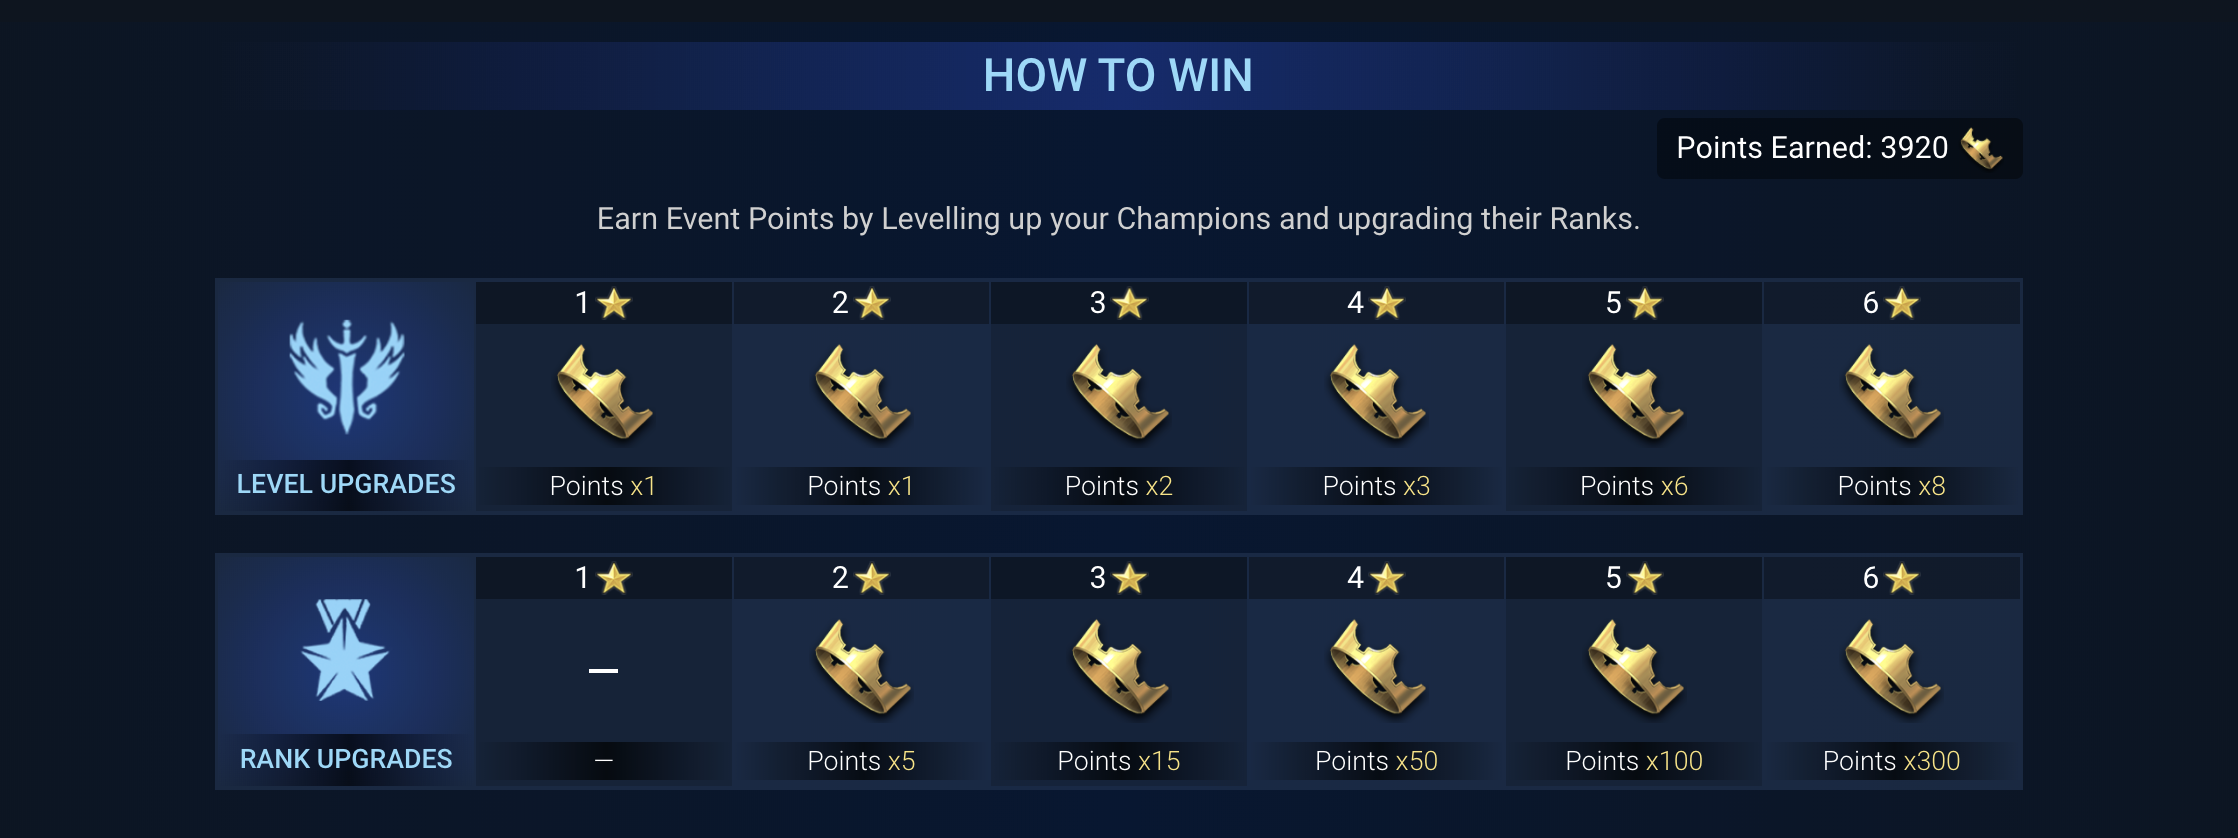 HOW TO WIN
Points Earned: 3920
Earn Event Points by Levelling up your Champions and upgrading their Ranks.
1 2 3 4 5 6
LEVEL UPGRADES Points x1 Points x1 Points x2 Points x3 Points x6 Points x8
1 2 3 4 5 6
—
RANK UPGRADES — Points x5 Points x15 Points x50 Points x100 Points x300